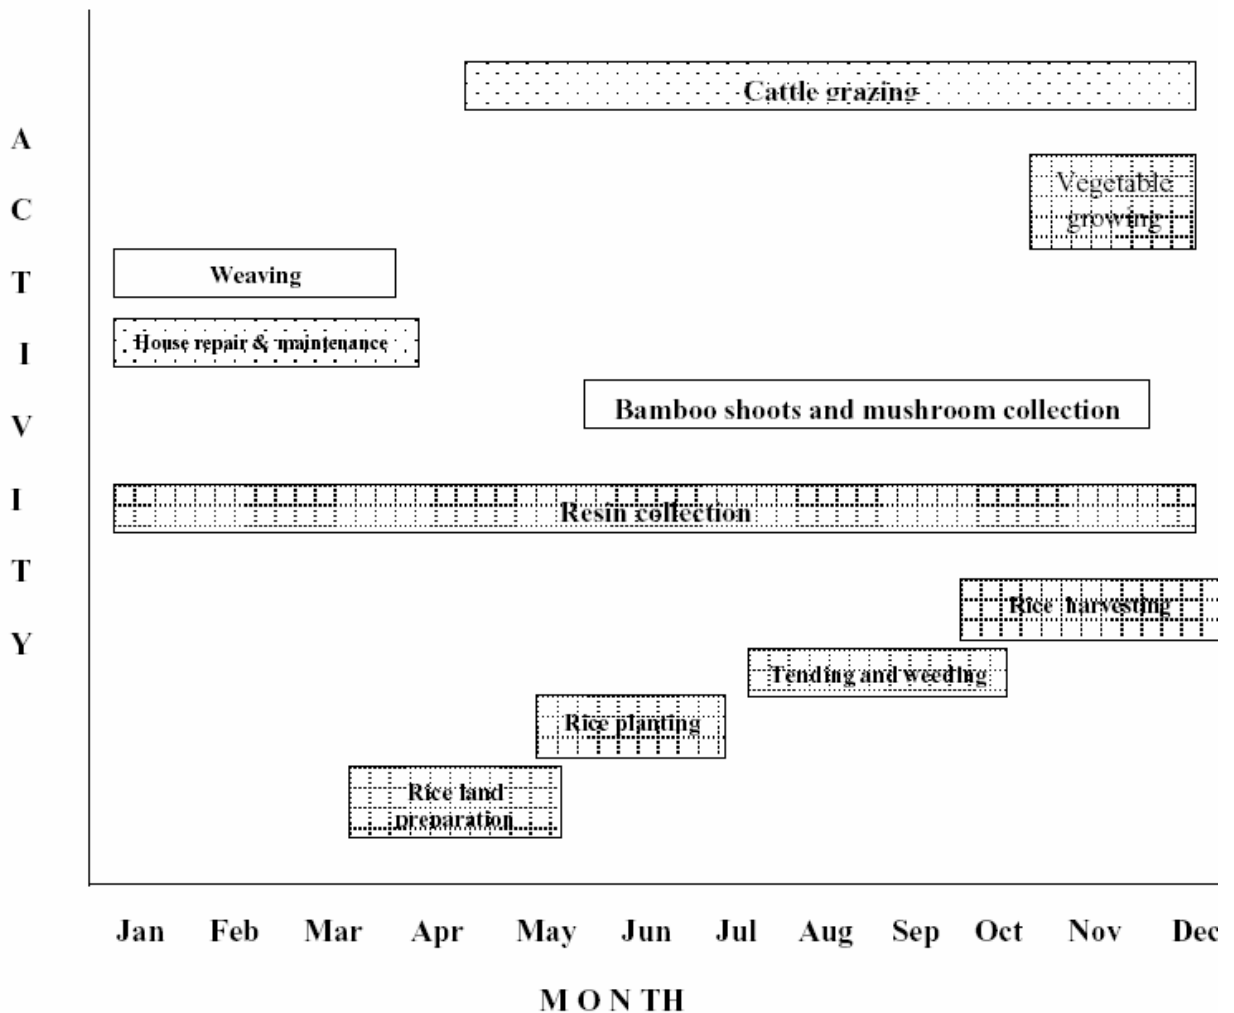 Cattle grazing
Vegetable
growing
Weaving
House repair & maintenance
Bamboo shoots and mushroom collection
Resin collection
Rice harvesting
Tending and weeding
Rice planting
Rice land
preparation
A
C
T
I
V
I
T
Y
Jan Feb Mar Apr May Jun Jul Aug Sep Oct Nov Dec
M O N TH